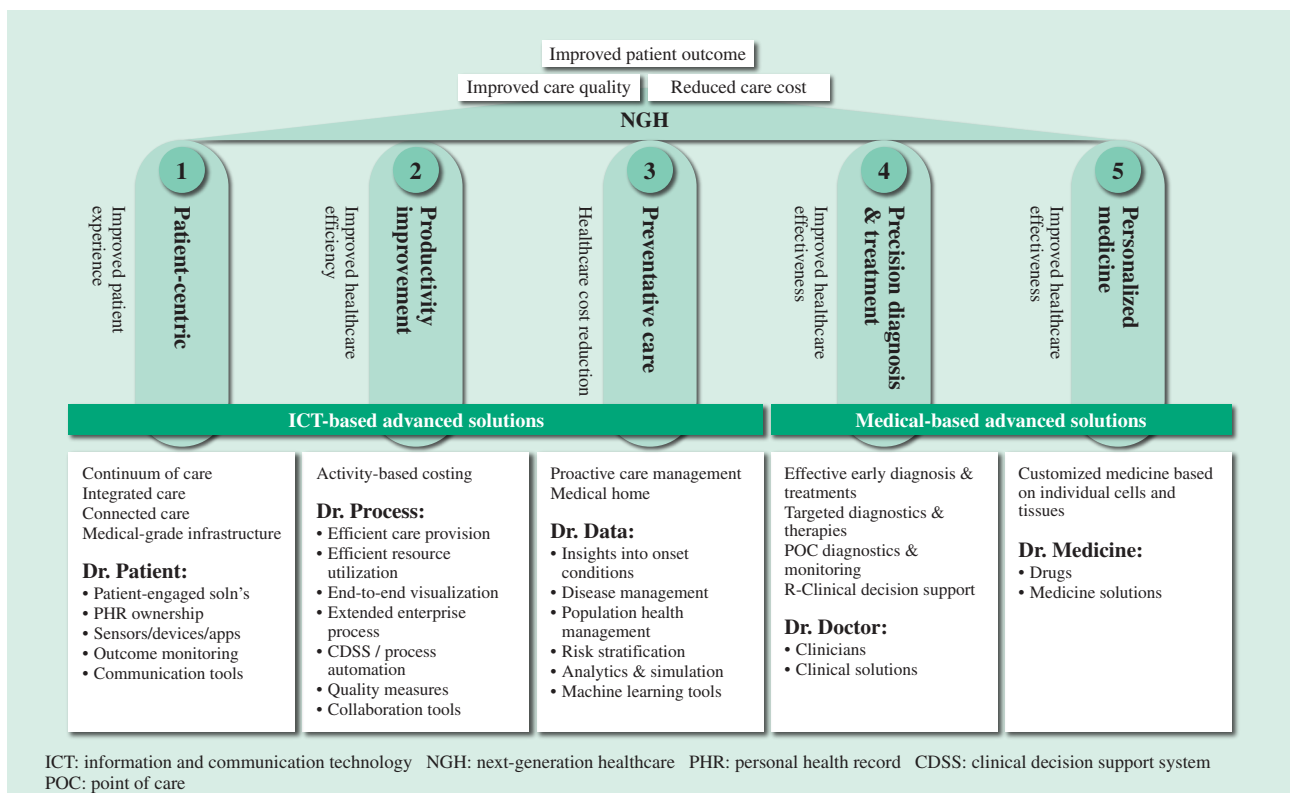 Improved patient outcome
Improved care quality
Reduced care cost
NGH
1
Patient-centric
Improved patient
experience
2
Productivity
improvement
Improved healthcare
efficiency
3
Preventative care
Healthcare cost reduction
4
Precision diagnosis
& treatment
Improved healthcare
effectiveness
5
Personalized
medicine
Improved healthcare
effectiveness
ICT-based advanced solutions
Medical-based advanced solutions
Continuum of care
Integrated care
Connected care
Medical-grade infrastructure
Dr. Patient:
• Patient-engaged soln's
• PHR ownership
• Sensors/devices/apps
• Outcome monitoring
• Communication tools
Activity-based costing
Dr. Process:
• Efficient care provision
• Efficient resource
utilization
• End-to-end visualization
• Extended enterprise
process
• CDSS / process
automation
• Quality measures
• Collaboration tools
Proactive care management
Medical home
Dr. Data:
• Insights into onset
conditions
• Disease management
• Population health
management
• Risk stratification
• Analytics & simulation
• Machine learning tools
Effective early diagnosis &
treatments
Targeted diagnostics &
therapies
POC diagnostics &
monitoring
R-Clinical decision support
Dr. Doctor:
• Clinicians
• Clinical solutions
Customized medicine based
on individual cells and
tissues
Dr. Medicine:
• Drugs
• Medicine solutions
ICT: information and communication technology NGH: next-generation healthcare PHR: personal health record CDSS: clinical decision support system
POC: point of care